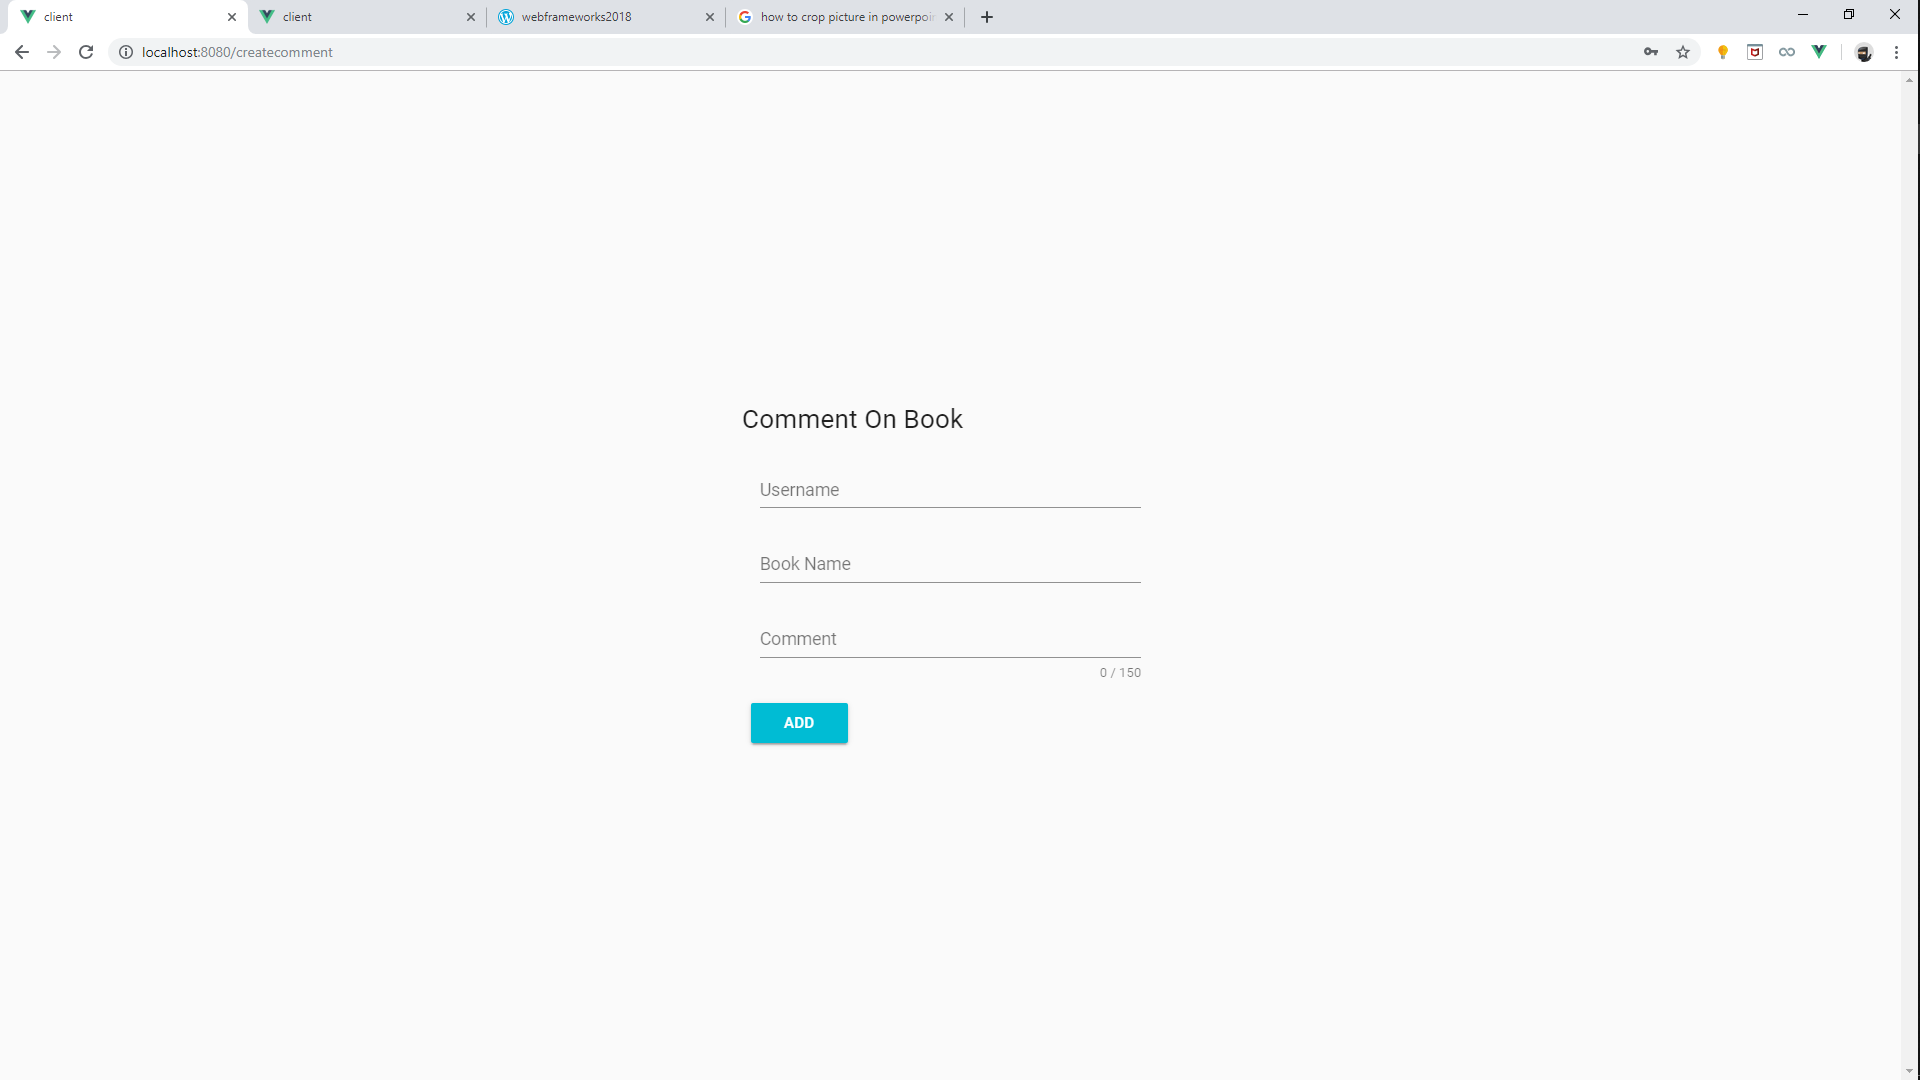 client
client
webframeworks2018
how to crop picture in powerpoin
localhost:8080/createcomment
Comment On Book
Username
Book Name
Comment
0 / 150
ADD